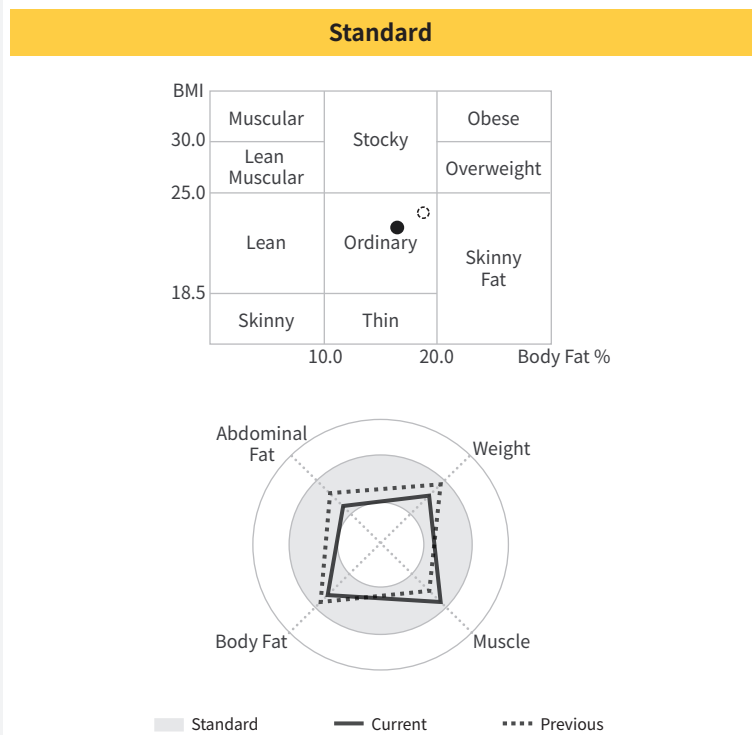 Standard
BMI
Muscular
Stocky
Obese
30.0
Lean
Muscular
Overweight
25.0
Lean
Ordinary
Skinny
Fat
18.5
Skinny
Thin
10.0
20.0
Body Fat %
Abdominal
Fat
Weight
Body Fat
Muscle
Standard
Current
Previous